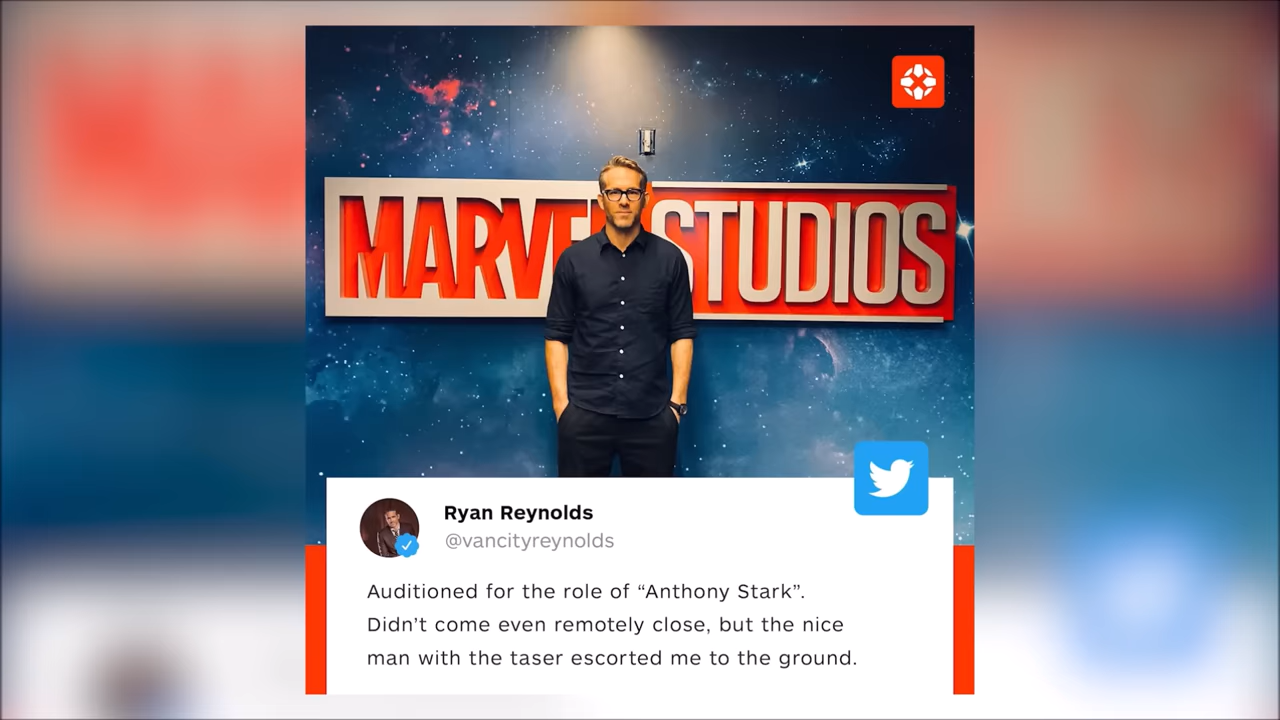 MARVEL STUDIOS
Ryan Reynolds
@vancityreynolds
Auditioned for the role of “Anthony Stark”.
Didn’t come even remotely close, but the nice
man with the taser escorted me to the ground.